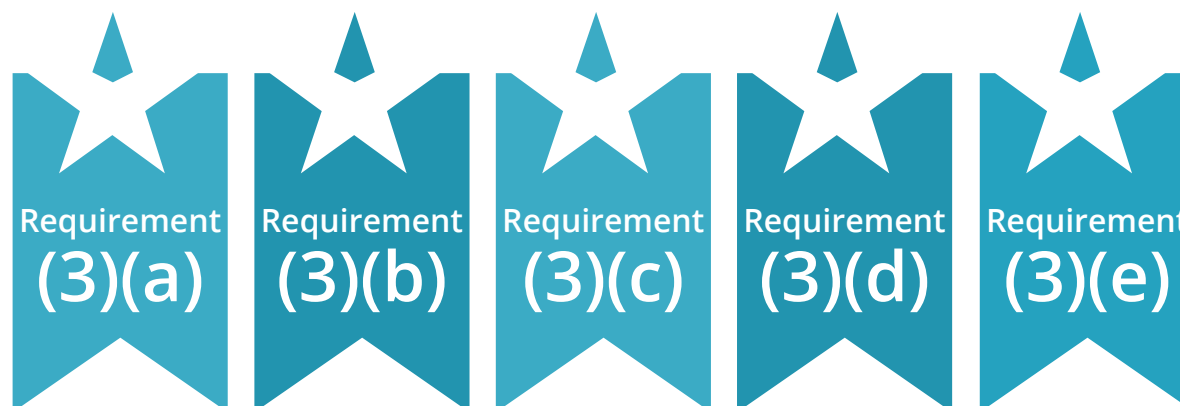 Requirement
(3)(a)
Requirement
(3)(b)
Requirement
(3)(c)
Requirement
(3)(d)
Requirement
(3)(e)